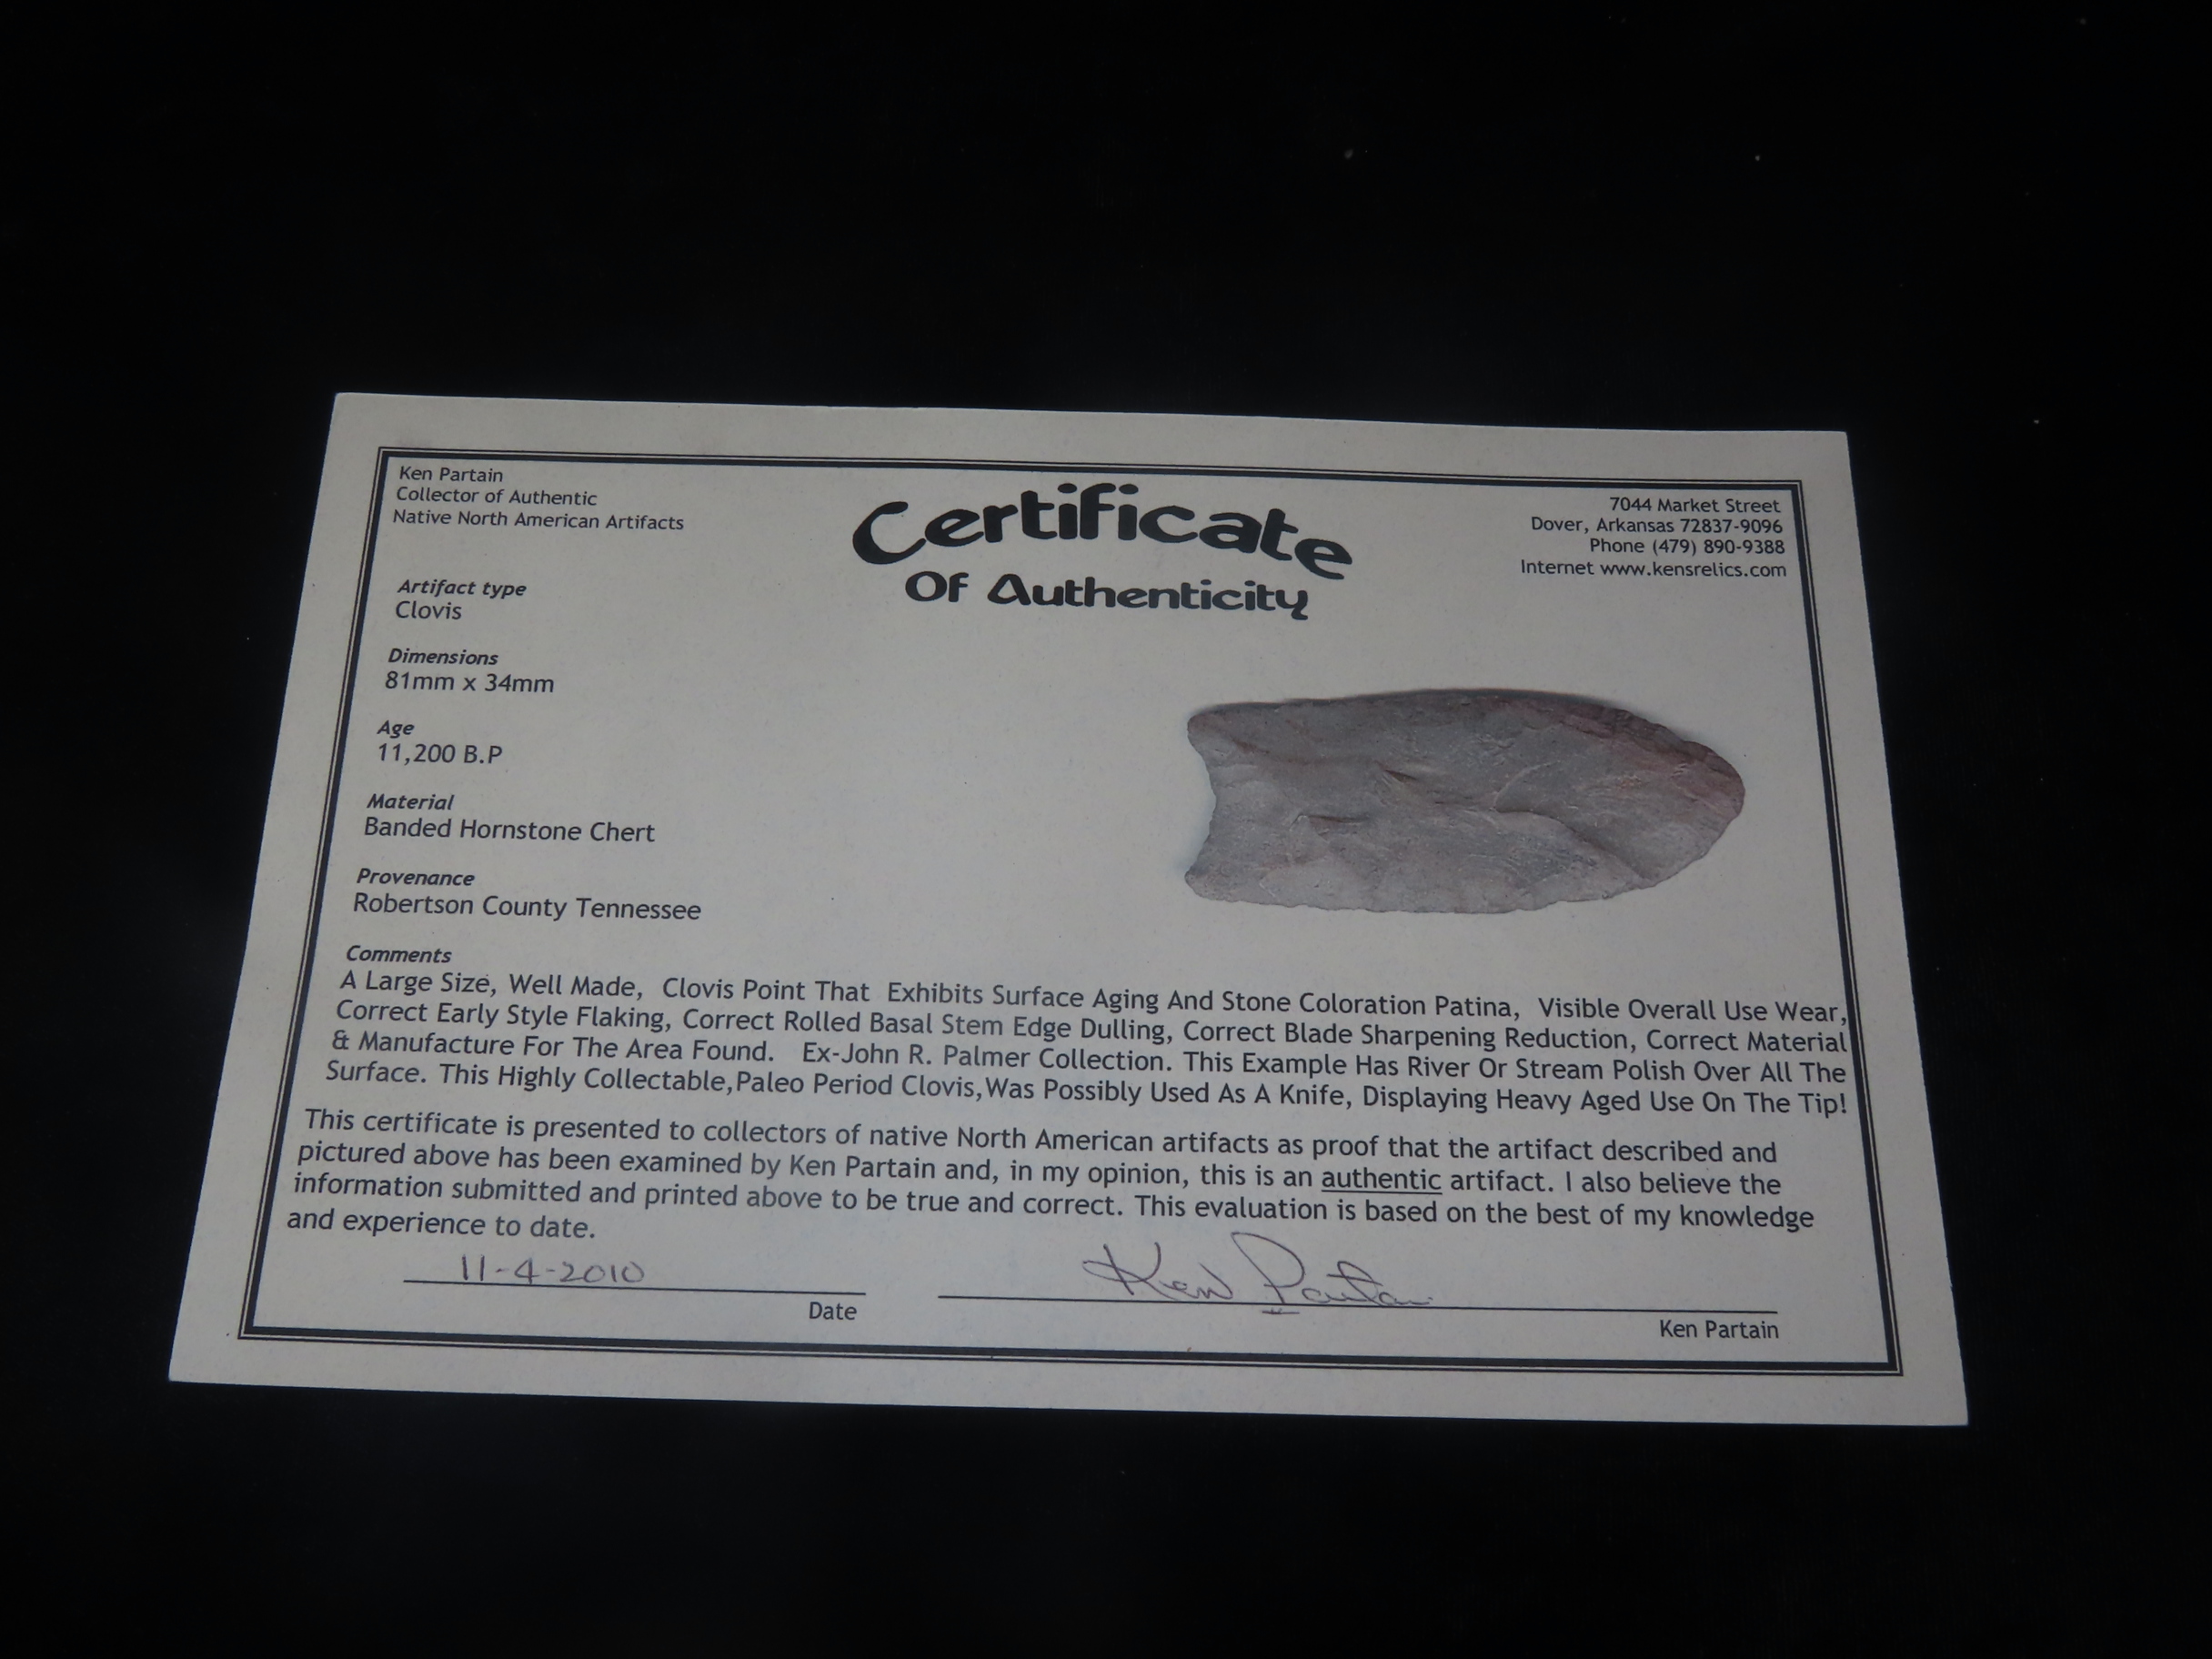 Ken Partain
Collector of Authentic
Native North American Artifacts
Certificate
Of Authenticity
7044 Market Street
Dover, Arkansas 72837-9096
Phone (479) 890-9388
Internet www.kensrelics.com
Artifact type
Clovis
Dimensions
81mm x 34mm
Age
11,200 B.P
Material
Banded Hornstone Chert
Provenance
Robertson County Tennessee
Comments
A Large Size, Well Made, Clovis Point That Exhibits Surface Aging And Stone Coloration Patina, Visible Overall Use Wear,
Correct Early Style Flaking, Correct Rolled Basal Stem Edge Dulling, Correct Blade Sharpening Reduction, Correct Material
& Manufacture For The Area Found. Ex-John R. Palmer Collection. This Example Has River Or Stream Polish Over All The
Surface. This Highly Collectable,Paleo Period Clovis,Was Possibly Used As A Knife, Displaying Heavy Aged Use On The Tip!
This certificate is presented to collectors of native North American artifacts as proof that the artifact described and
pictured above has been examined by Ken Partain and, in my opinion, this is an authentic artifact. I also believe the
information submitted and printed above to be true and correct. This evaluation is based on the best of my knowledge
and experience to date.
11-4-2010
Ken Partain
Date
Ken Partain